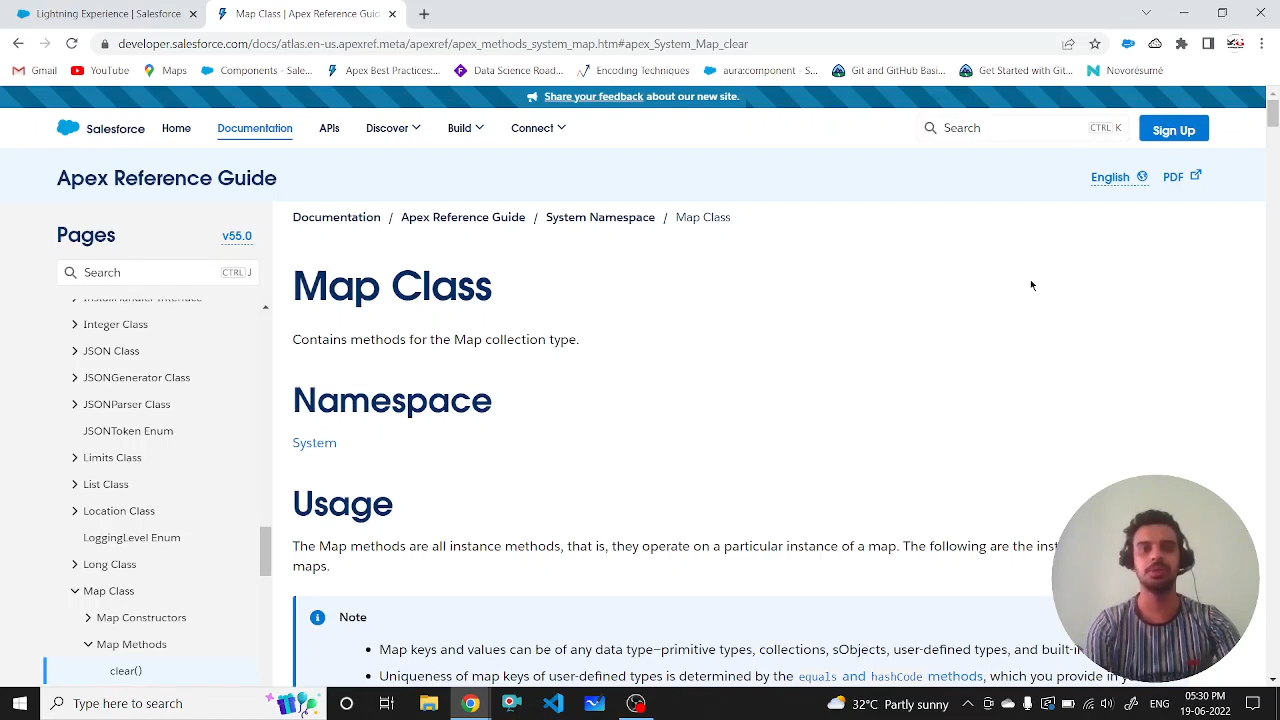 Lightning Experience | Salesforce
Map Class | Apex Reference Guid
developer.salesforce.com/docs/atlas.en-us.apexref.meta/apexref/apex_methods_system_map.htm#apex_System_Map_clear
Gmail
YouTube
Maps
Components - Sale...
Apex Best Practices:...
Data Science Road...
Encoding Techniques
aura:component - S...
Git and GitHub Basi...
Get Started with Git...
Novorésumé
Share your feedback about our new site.
Salesforce
Home
Documentation
APIs
Discover
Build
Connect
Search
CTRL K
Sign Up
Apex Reference Guide
English
PDF
Documentation / Apex Reference Guide / System Namespace / Map Class
Pages
v55.0
Search
CTRL J
InstallHandler Interface
Integer Class
JSON Class
JSONGenerator Class
JSONParser Class
JSONToken Enum
Limits Class
List Class
Location Class
LoggingLevel Enum
Long Class
Map Class
Map Constructors
Map Methods
clear()
Map Class
Contains methods for the Map collection type.
Namespace
System
Usage
The Map methods are all instance methods, that is, they operate on a particular instance of a map. The following are the inst
maps.
Note
• Map keys and values can be of any data type—primitive types, collections, sObjects, user-defined types, and built-i
• Uniqueness of map keys of user-defined types is determined by the equals and hashCode methods, which you provide in y
Type here to search
32°C Partly sunny
05:30 PM
19-06-2022